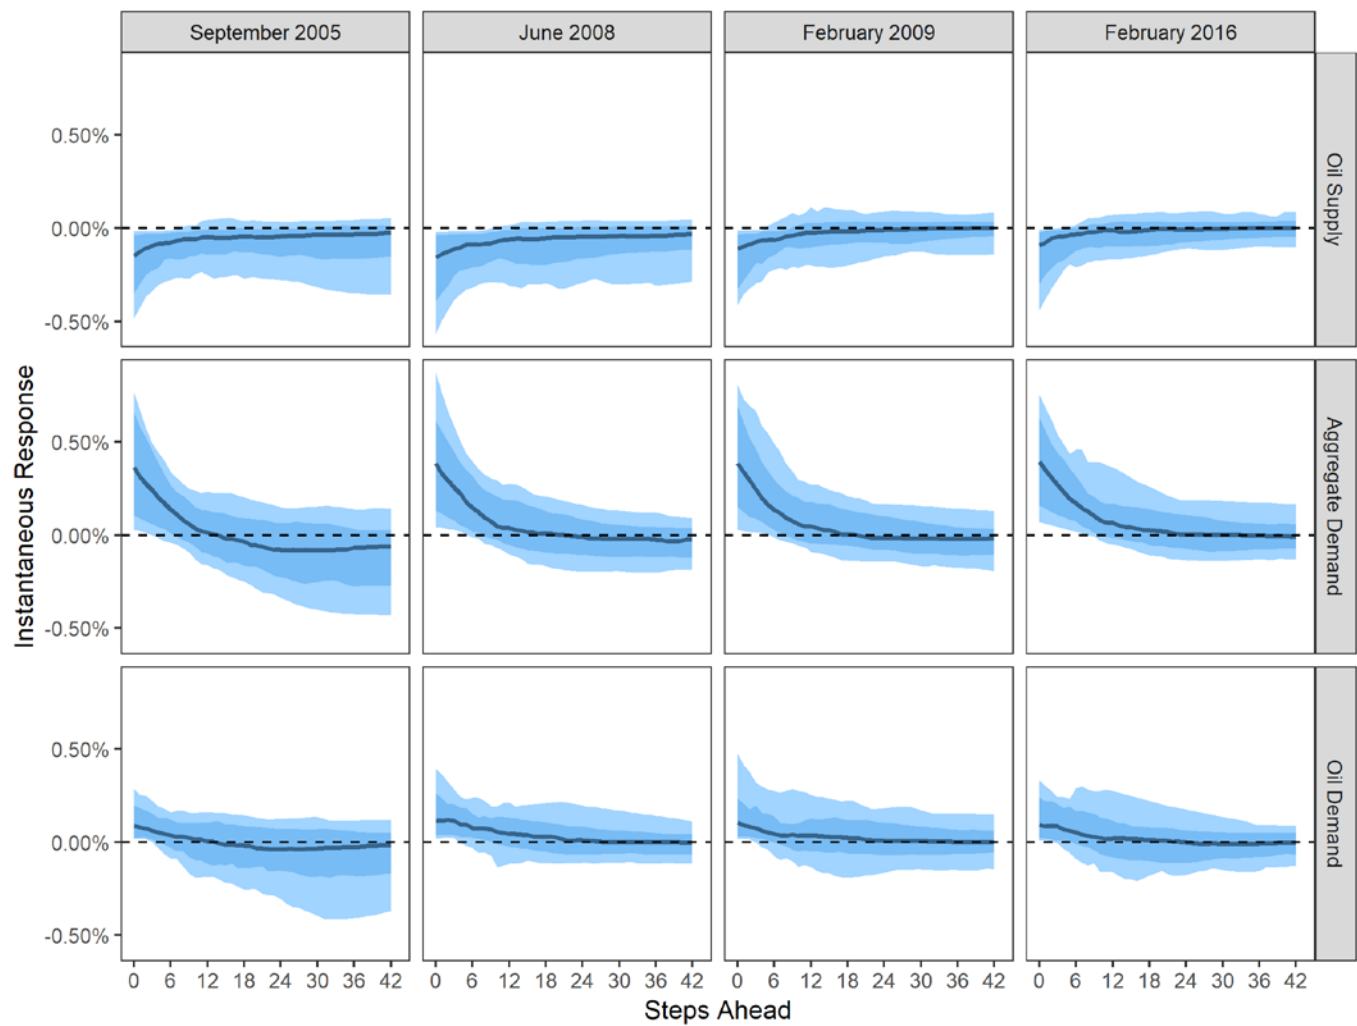 September 2005
June 2008
February 2009
February 2016
Instantaneous Response
0.50%
0.00%
-0.50%
Oil Supply
0.50%
0.00%
-0.50%
Aggregate Demand
0.50%
0.00%
-0.50%
Oil Demand
0 6 12 18 24 30 36 42
0 6 12 18 24 30 36 42
0 6 12 18 24 30 36 42
0 6 12 18 24 30 36 42
Steps Ahead